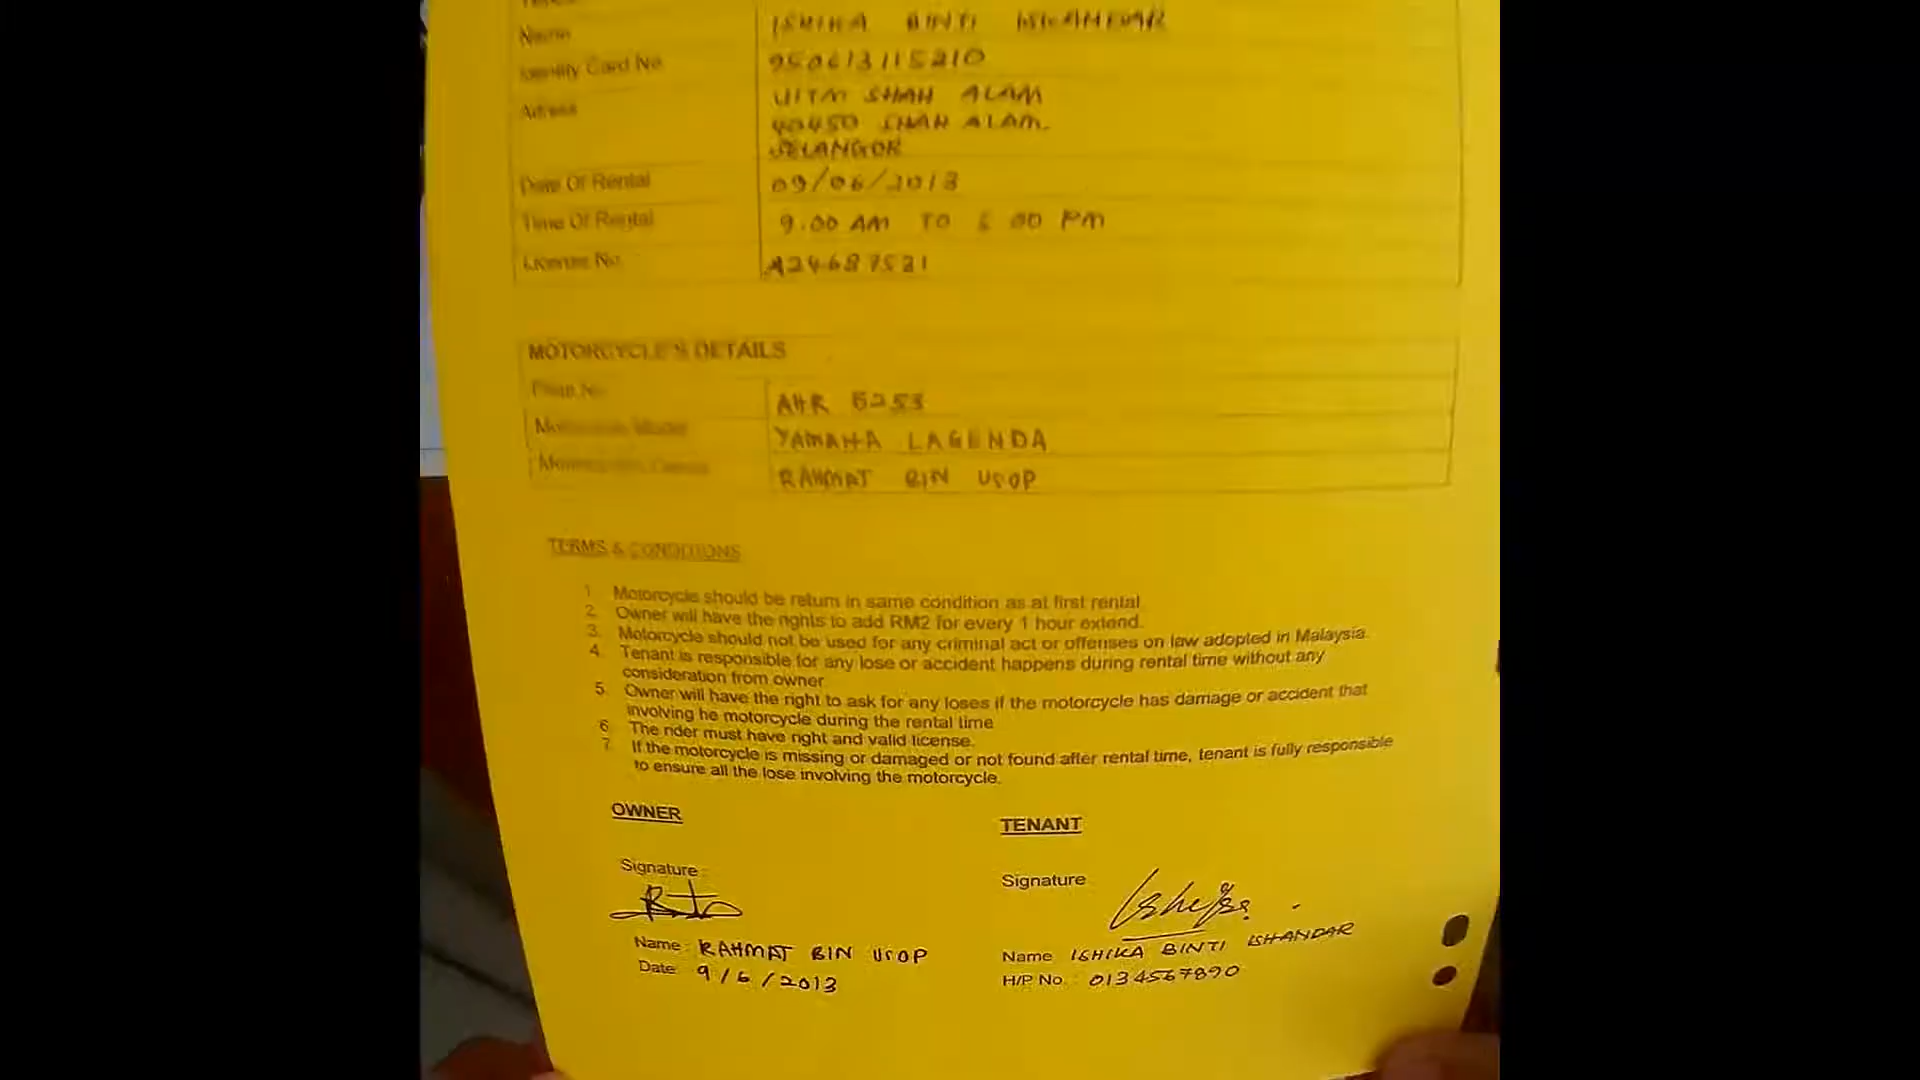 Name ISHIKA BINTI ISKANDAR
Identity Card No. 950613115210
Adress UITM SHAH ALAM
40450 SHAH ALAM.
SELANGOR
Date Of Rental 09/06/2013
Time Of Rental 9.00 AM TO 00 PM
License No. A24687531
MOTORCYCLE'S DETAILS
AHR 5253
YAMAHA LAGENDA
RAHMAT BIN USOP
TERMS & CONDITIONS
1. Motorcycle should be return in same condition as at first rental.
2. Owner will have the rights to add RM2 for every 1 hour extend.
3. Motorcycle should not be used for any criminal act or offenses on law adopted in Malaysia.
4. Tenant is responsible for any lose or accident happens during rental time without any
consideration from owner.
5. Owner will have the right to ask for any loses if the motorcycle has damage or accident that
involving he motorcycle during the rental time
6. The rider must have right and valid license.
7. If the motorcycle is missing or damaged or not found after rental time, tenant is fully responsible
to ensure all the lose involving the motorcycle.
OWNER
TENANT
Signature :
Signature
Name : RAHMAT BIN USOP
Date: 9/6/2013
Name ISHIKA BINTI ISKANDAR
H/P No. : 0134567890